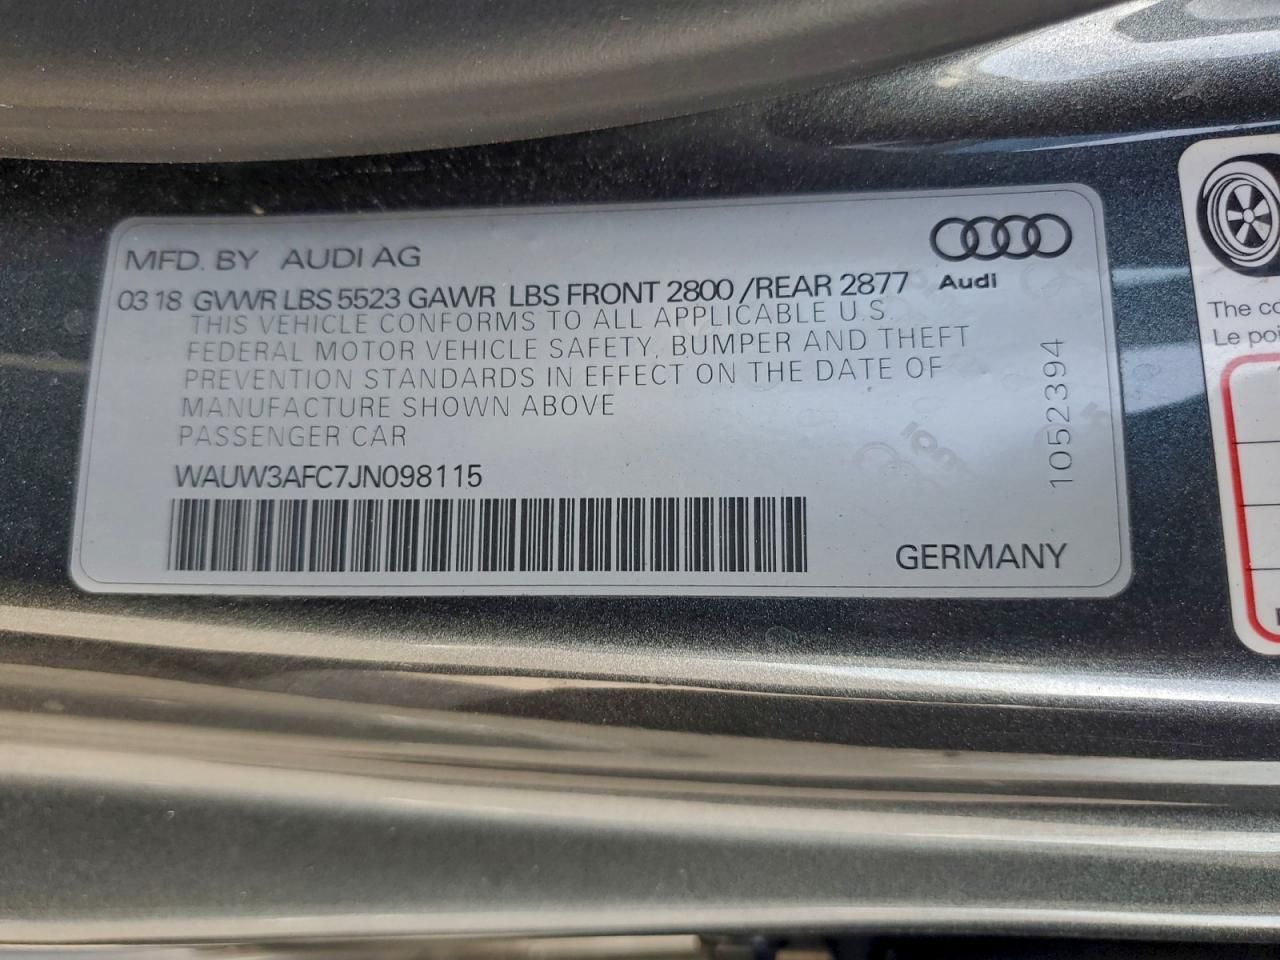 MFD. BY AUDI AG
03 18 GVWR LBS 5523 GAWR LBS FRONT 2800 /REAR 2877
THIS VEHICLE CONFORMS TO ALL APPLICABLE U.S.
FEDERAL MOTOR VEHICLE SAFETY, BUMPER AND THEFT
PREVENTION STANDARDS IN EFFECT ON THE DATE OF
MANUFACTURE SHOWN ABOVE
PASSENGER CAR
WAUW3AFC7JN098115
Audi
1052394
GERMANY
The
Le